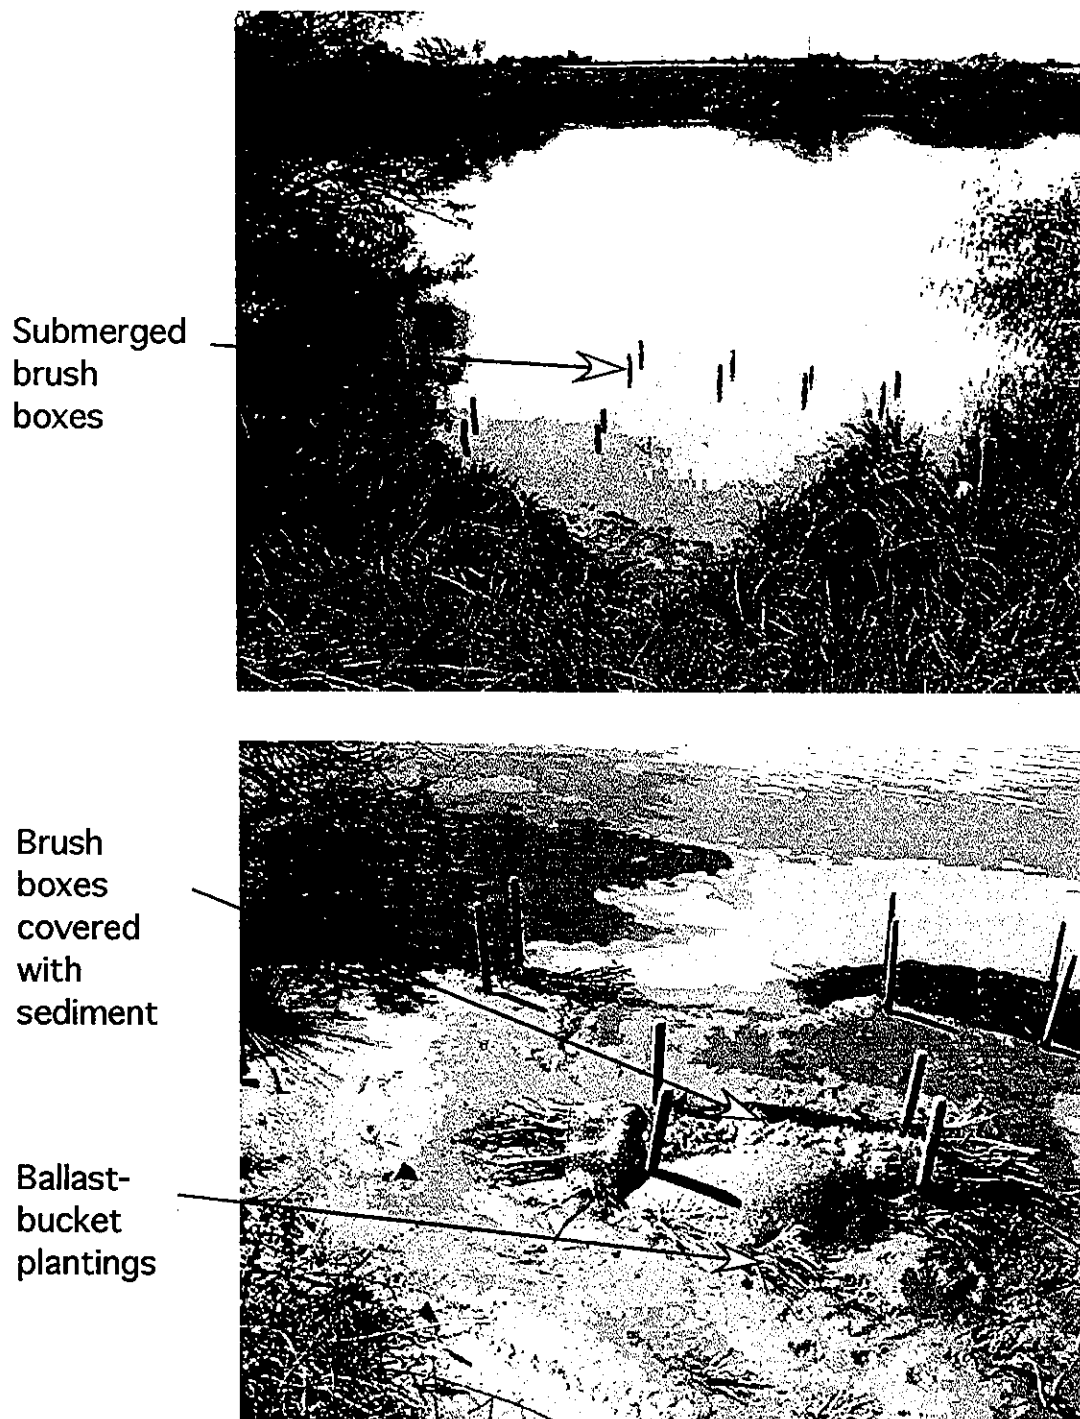 Submerged
brush
boxes
Brush
boxes
covered
with
sediment
Ballast-
bucket
plantings